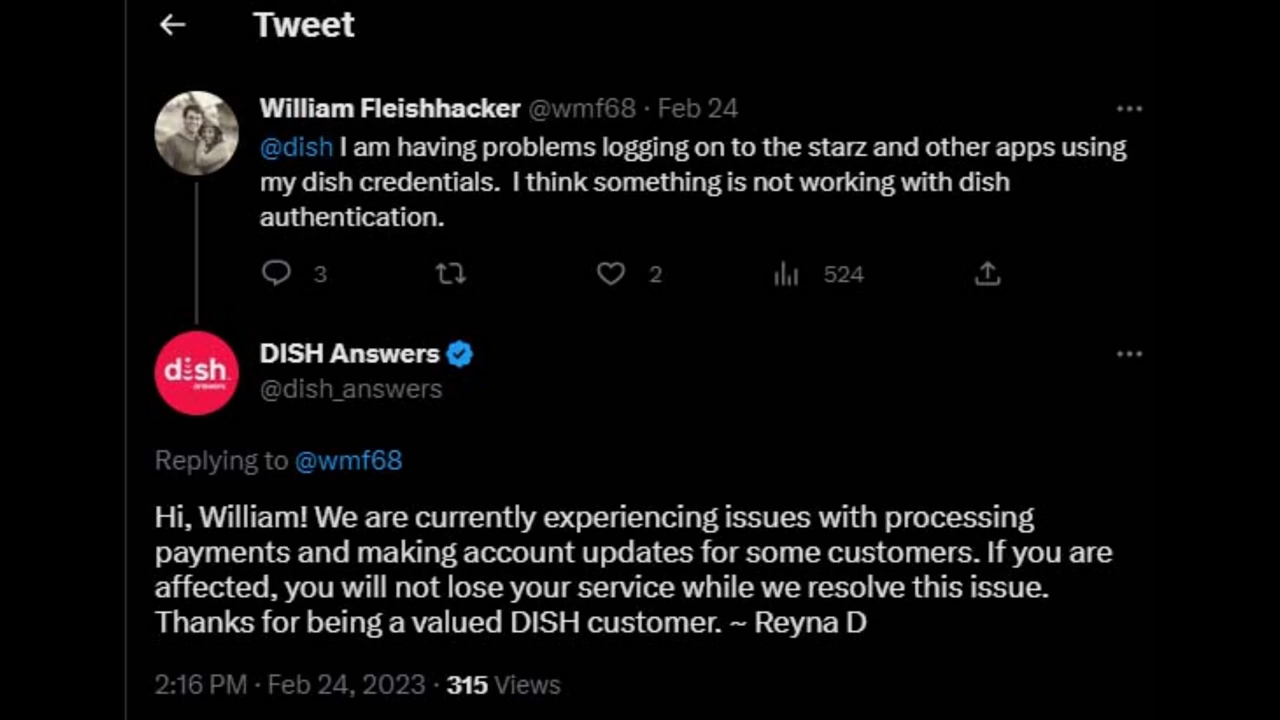 Tweet
William Fleishhacker @wmf68 · Feb 24
@dish I am having problems logging on to the starz and other apps using
my dish credentials.  I think something is not working with dish
authentication.
3 2 524
DISH Answers
dish
answers
@dish_answers
Replying to @wmf68
Hi, William! We are currently experiencing issues with processing
payments and making account updates for some customers. If you are
affected, you will not lose your service while we resolve this issue.
Thanks for being a valued DISH customer. ~ Reyna D
2:16 PM · Feb 24, 2023 · 315 Views